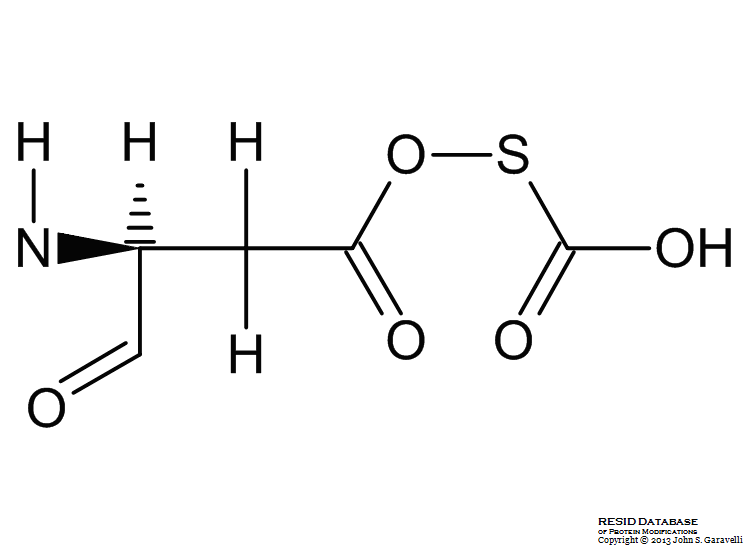 H H H O S
N OH
H O O
O
RESID DATABASE
OF PROTEIN MODIFICATIONS
Copyright © 2013 John S. Garavelli